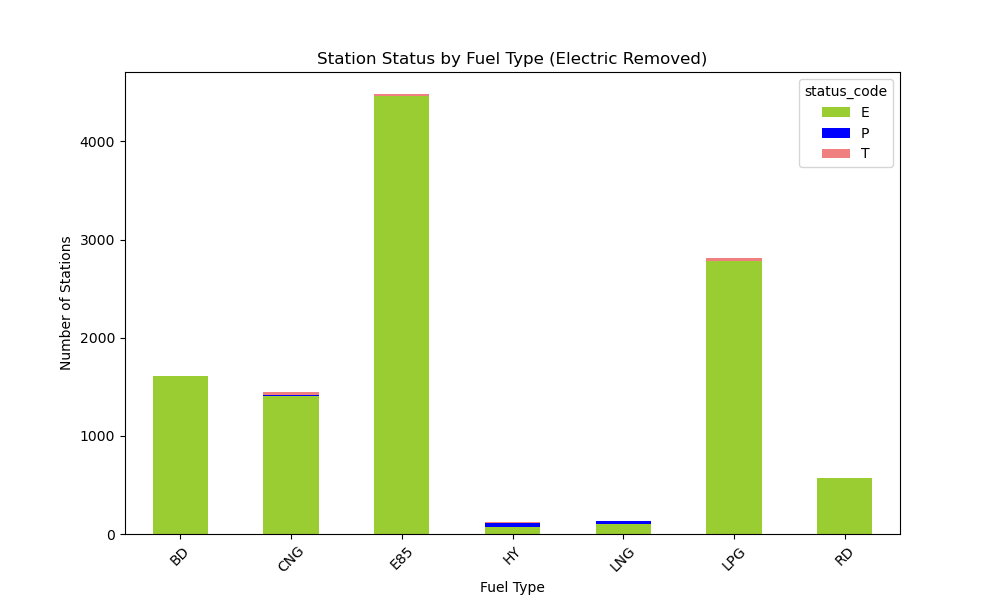 Station Status by Fuel Type (Electric Removed)
status_code
E
P
T
Number of Stations
4000
3000
2000
1000
0
BD
CNG
E85
HY
LNG
LPG
RD
Fuel Type